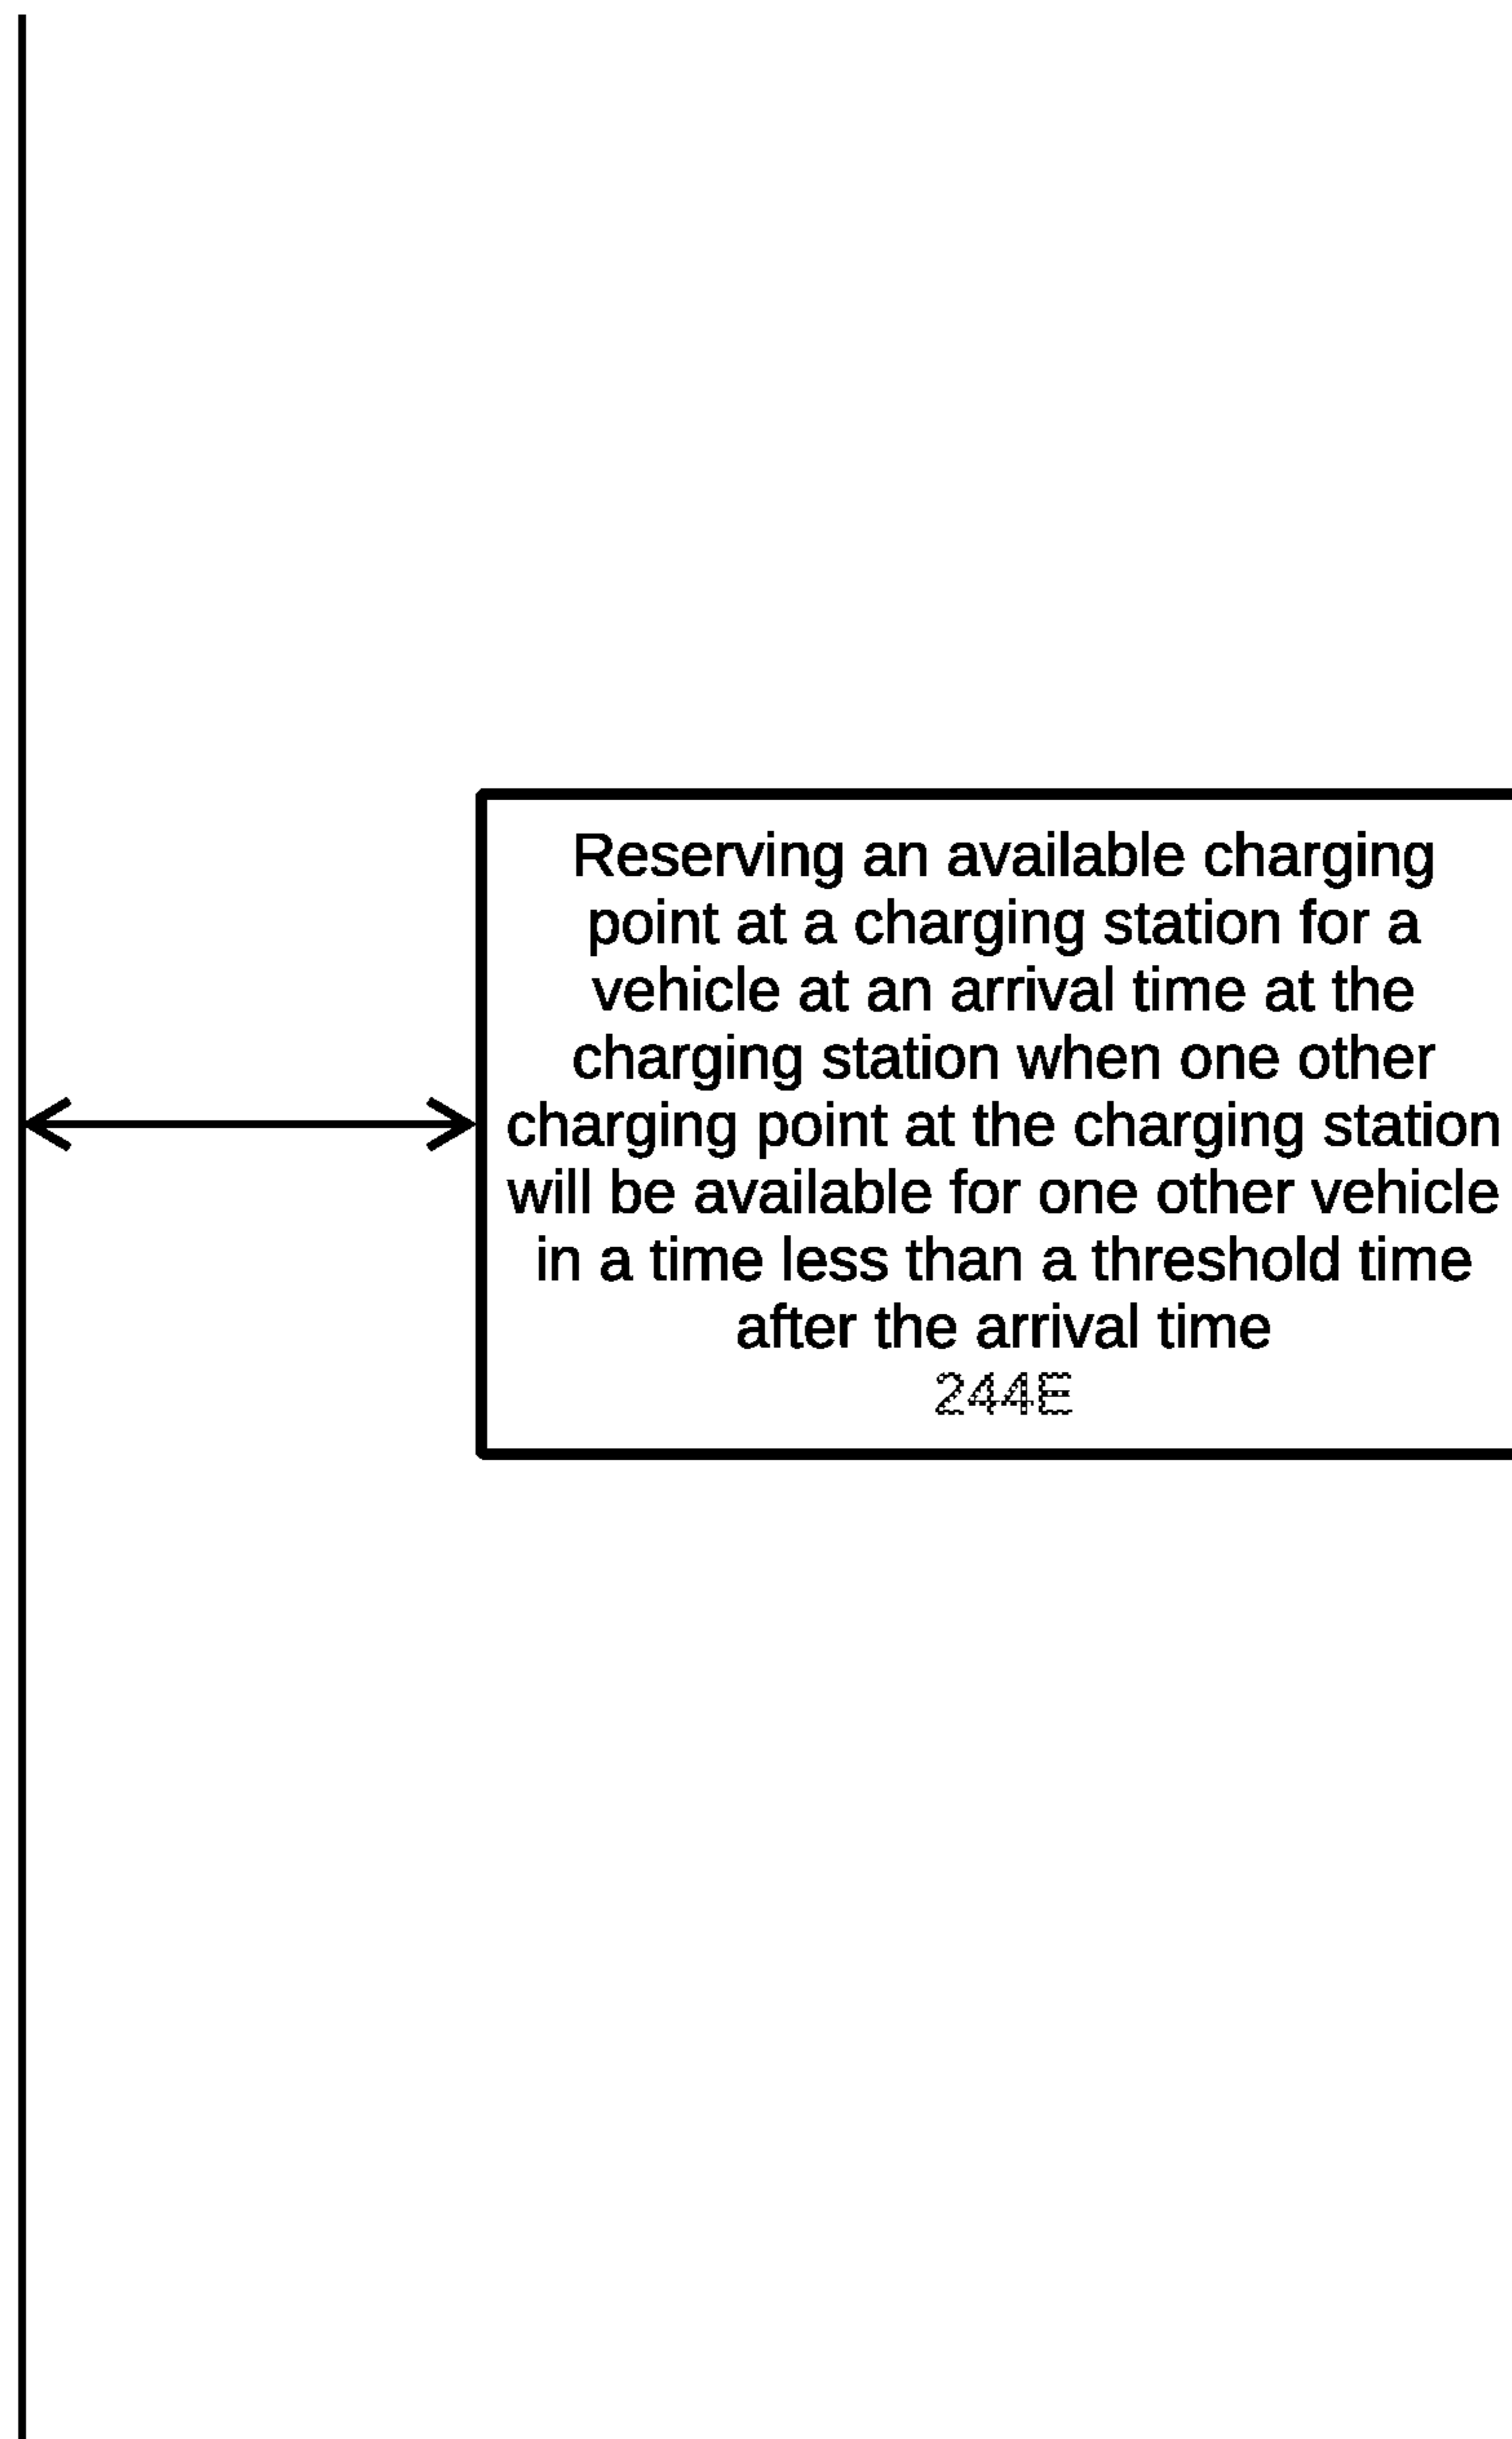 Reserving an available charging
point at a charging station for a
vehicle at an arrival time at the
charging station when one other
charging point at the charging station
will be available for one other vehicle
in a time less than a threshold time
after the arrival time
244E